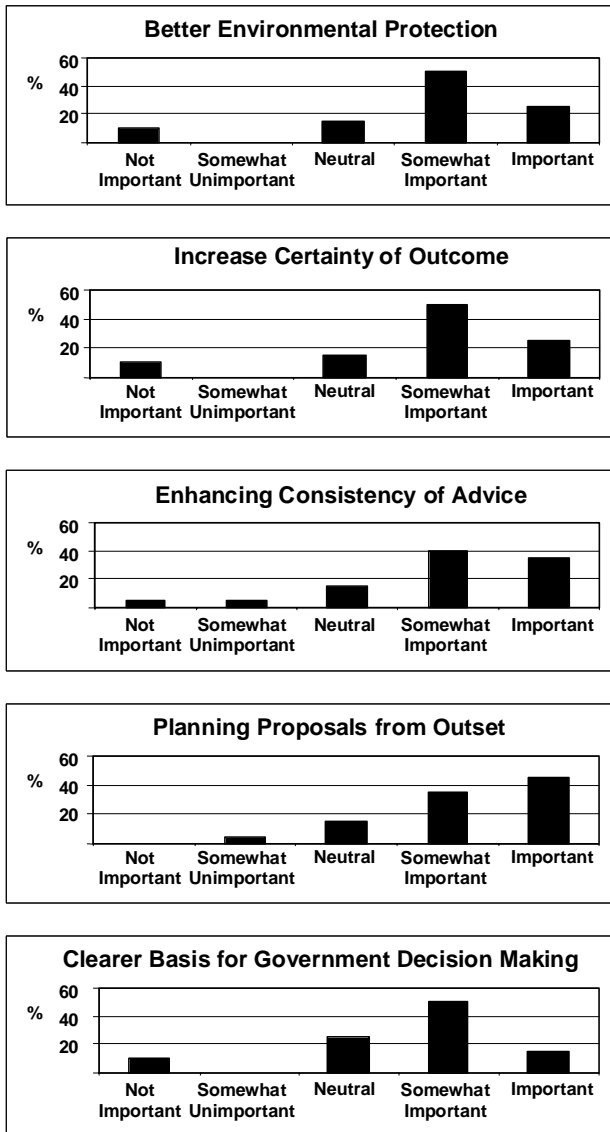 Better Environmental Protection
60
% 40
20
Not Somewhat Neutral Somewhat Important
Important Unimportant Important
Increase Certainty of Outcome
60
% 40
20
Not Somewhat Neutral Somewhat Important
Important Unimportant Important
Enhancing Consistency of Advice
60
% 40
20
Not Somewhat Neutral Somewhat Important
Important Unimportant Important
Planning Proposals from Outset
60
% 40
20
Not Somewhat Neutral Somewhat Important
Important Unimportant Important
Clearer Basis for Government Decision Making
60
% 40
20
Not Somewhat Neutral Somewhat Important
Important Unimportant Important